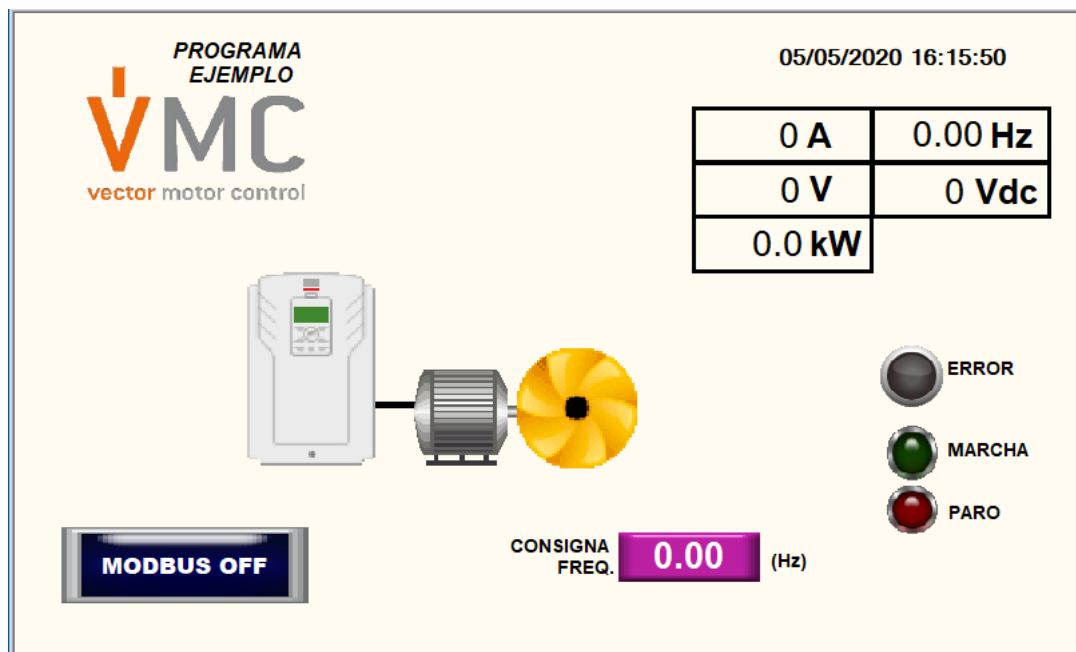 PROGRAMA
EJEMPLO
VMC
vector motor control
05/05/2020 16:15:50
0 A 0.00 Hz
0 V 0 Vdc
0.0 kW
ERROR
MARCHA
PARO
MODBUS OFF
CONSIGNA
FREQ. 0.00 (Hz)